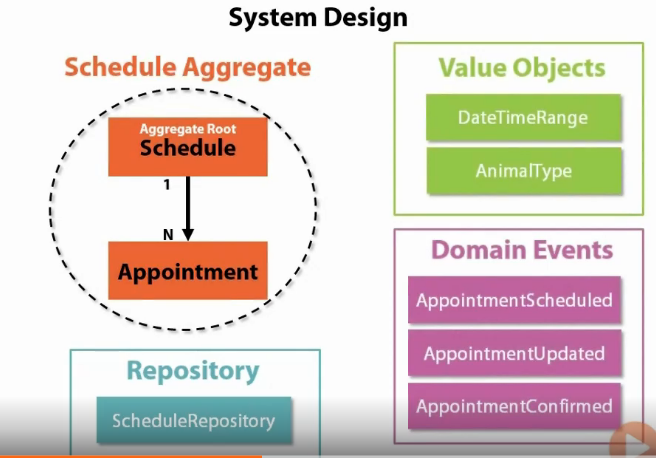 System Design
Schedule Aggregate
Aggregate Root
Schedule
1
N
Appointment
Repository
ScheduleRepository
Value Objects
DateTimeRange
AnimalType
Domain Events
AppointmentScheduled
AppointmentUpdated
AppointmentConfirmed